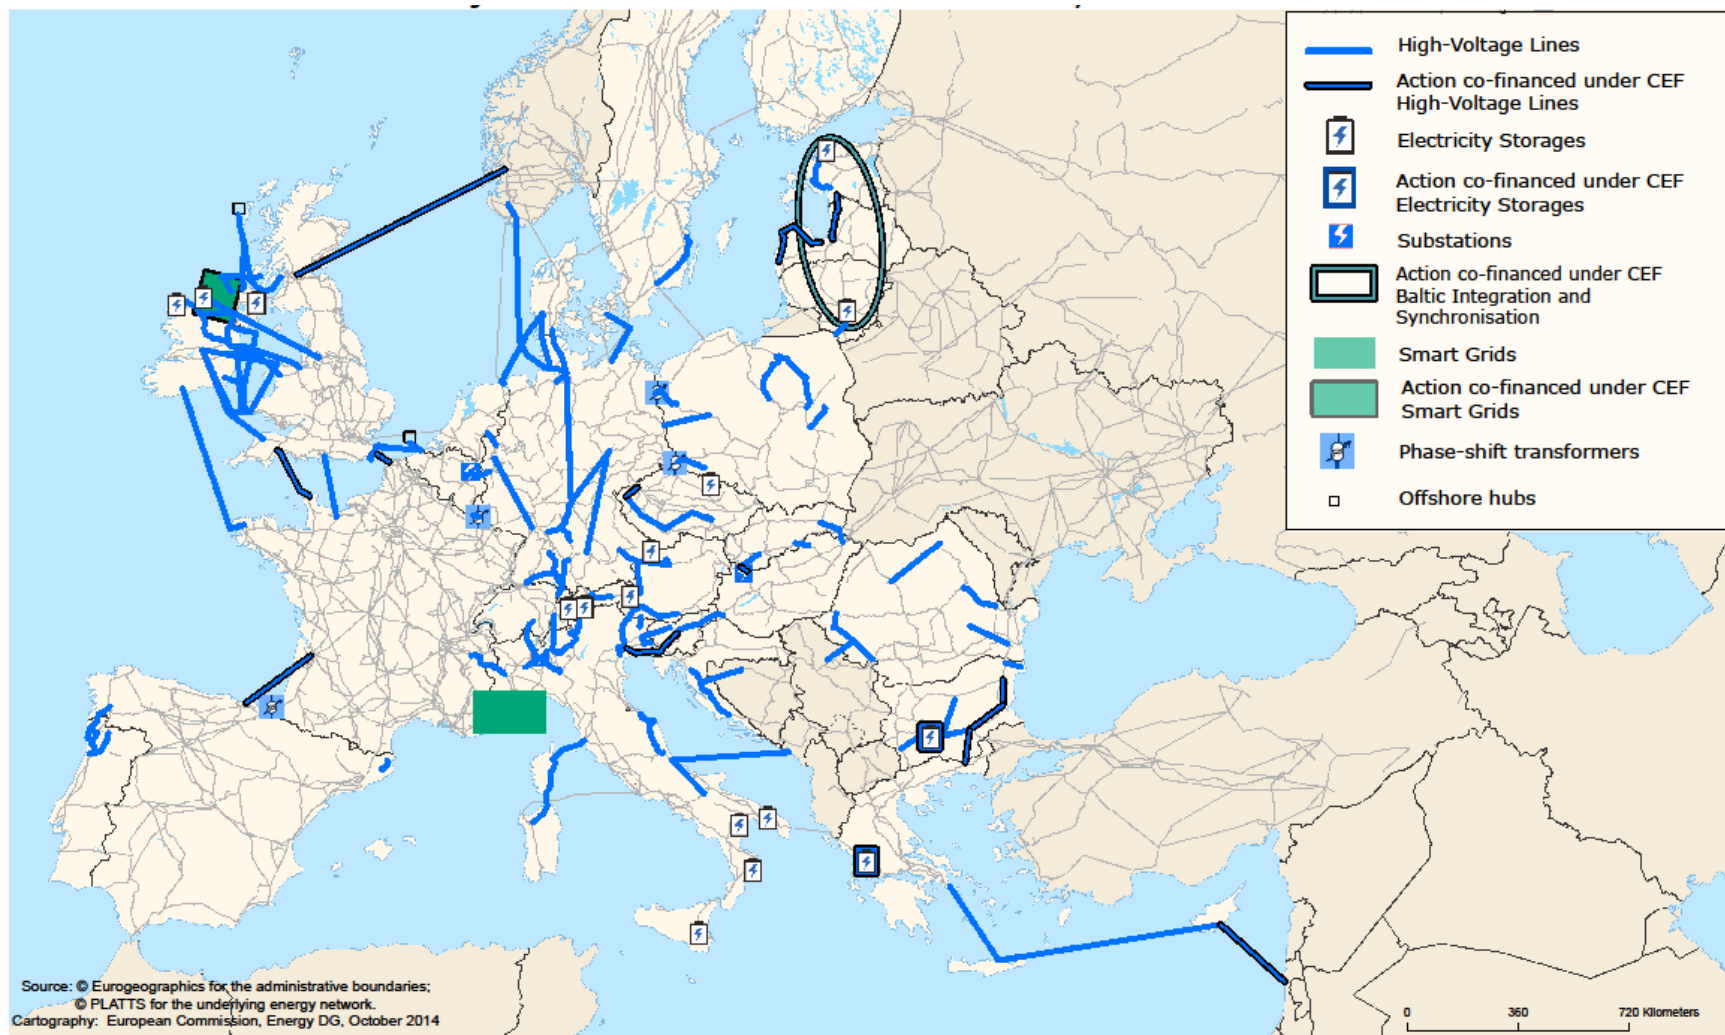 High-Voltage Lines
Action co-financed under CEF
High-Voltage Lines
Electricity Storages
Action co-financed under CEF
Electricity Storages
Substations
Action co-financed under CEF
Baltic Integration and
Synchronisation
Smart Grids
Action co-financed under CEF
Smart Grids
Phase-shift transformers
Offshore hubs
Source: © Eurogeographics for the administrative boundaries;
© PLATTS for the underlying energy network.
Cartography: European Commission, Energy DG, October 2014
0 360 720 Kilometers